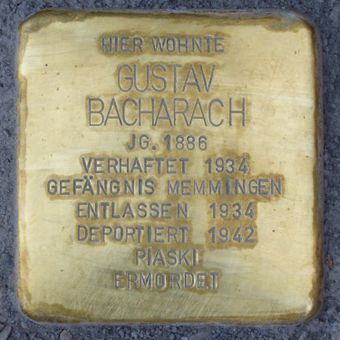 HIER WOHNTE
GUSTAV
BACHARACH
JG. 1886
VERHAFTET 1934
GEFÄNGNIS MEMMINGEN
ENTLASSEN 1934
DEPORTIERT 1942
PIASKI
ERMORDET